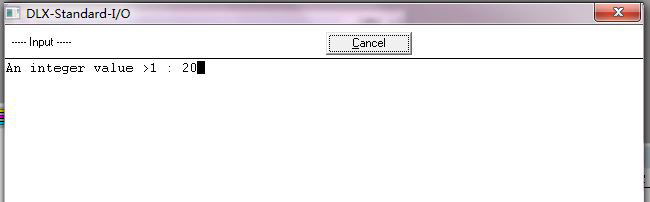 DLX-Standard-I/O
----- Input -----
Cancel
An integer value >1 : 20